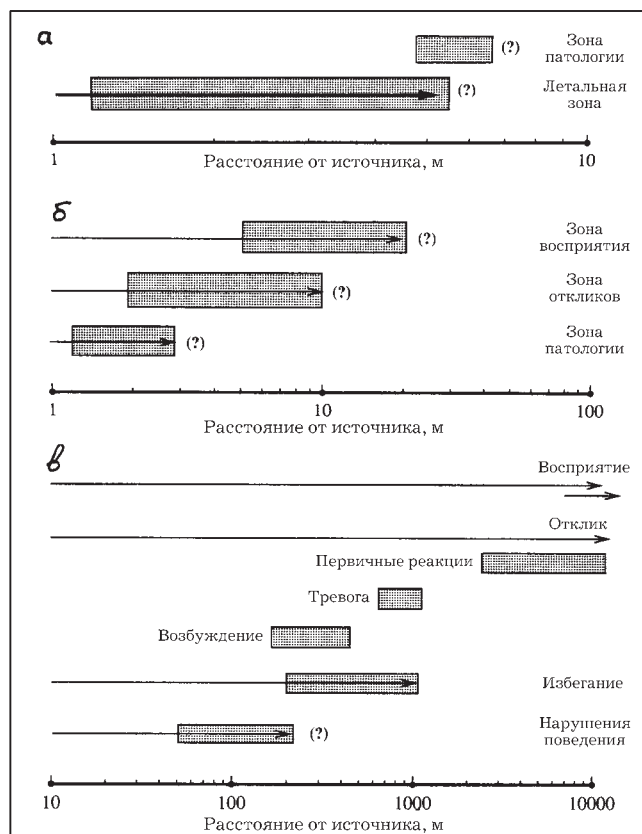 а
(?)
Зона
патологии
(?)
Летальная
зона
1
10
Расстояние от источника, м
б
(?)
Зона
восприятия
(?)
Зона
откликов
(?)
Зона
патологии
1
10
100
Расстояние от источника, м
в
Восприятие
Отклик
Первичные реакции
Тревога
Возбуждение
Избегание
(?)
Нарушения
поведения
10
100
1000
10000
Расстояние от источника, м